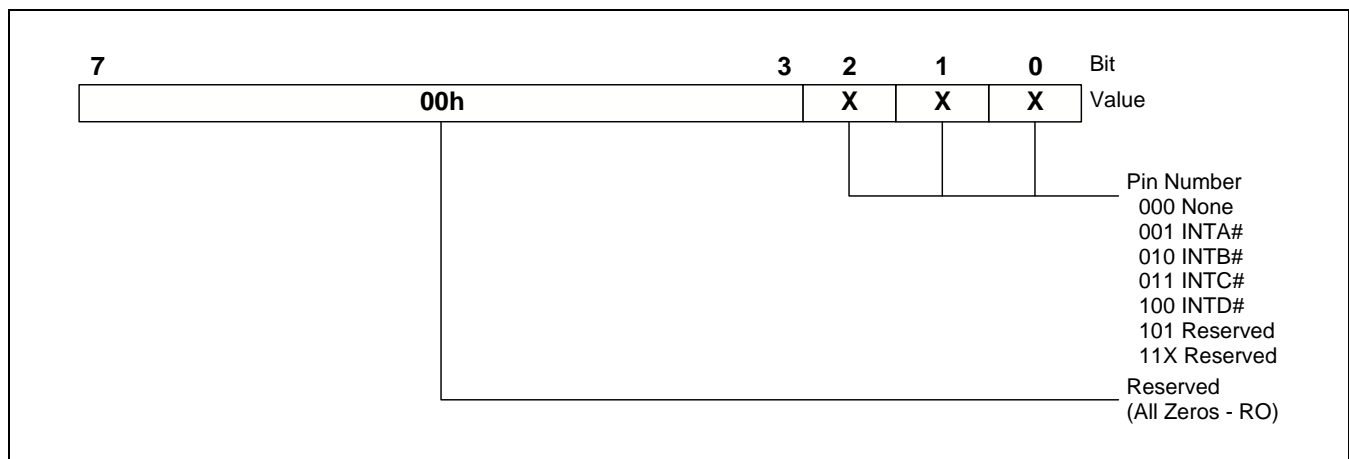 7 3 2 1 0 Bit
00h X X X Value
Pin Number
000 None
001 INTA#
010 INTB#
011 INTC#
100 INTD#
101 Reserved
11X Reserved
Reserved
(All Zeros - RO)